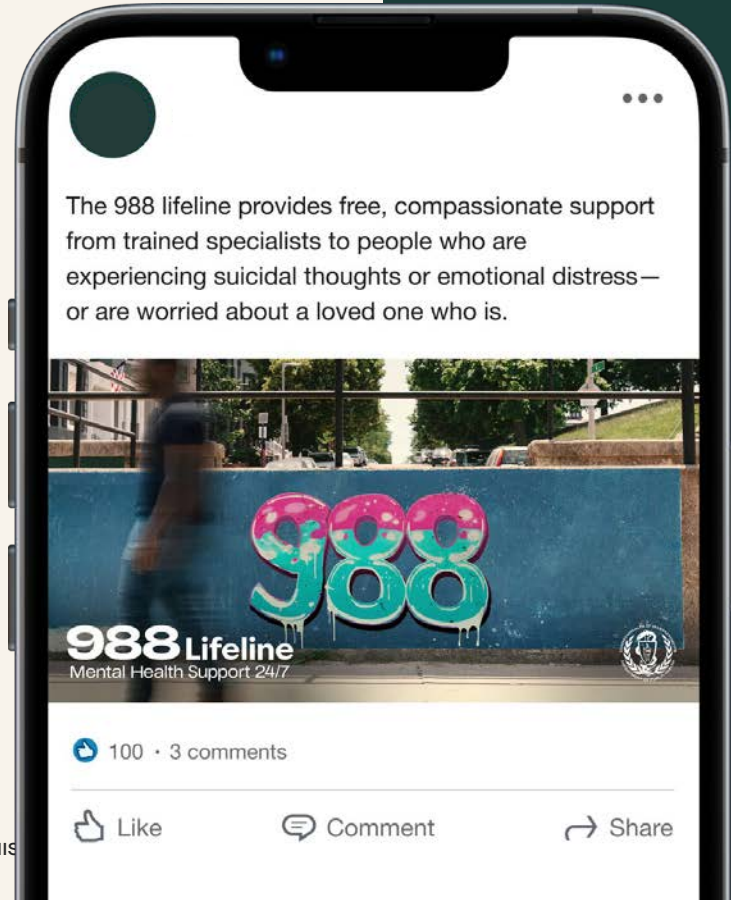 The 988 lifeline provides free, compassionate support
from trained specialists to people who are
experiencing suicidal thoughts or emotional distress—
or are worried about a loved one who is.
988
988 Lifeline
Mental Health Support 24/7
100 · 3 comments
Like
Comment
Share